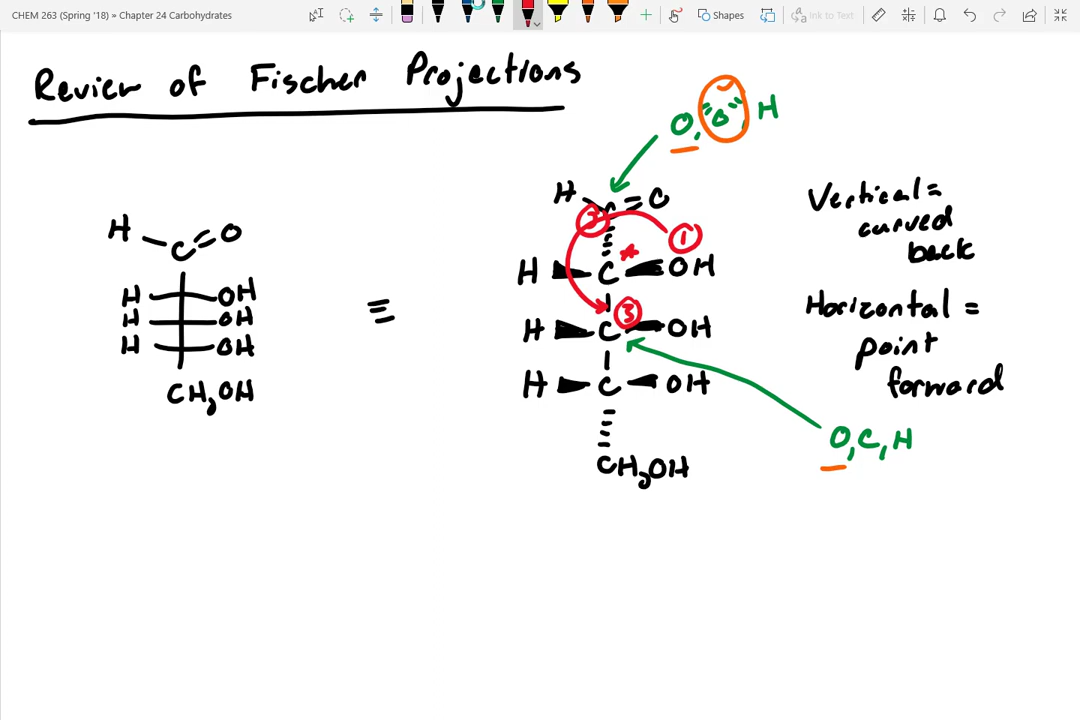 CHEM 263 (Spring '18) » Chapter 24 Carbohydrates
Shapes
Ink to Text
Review of Fischer Projections
O, O, H
H C=O
H C=O
① ② ③
H OH
H OH
H OH
CH2OH
≡
H C * OH
H C OH
H C OH
CH2OH
Vertical =
curved
back
Horizontal =
point
forward
O, C, H